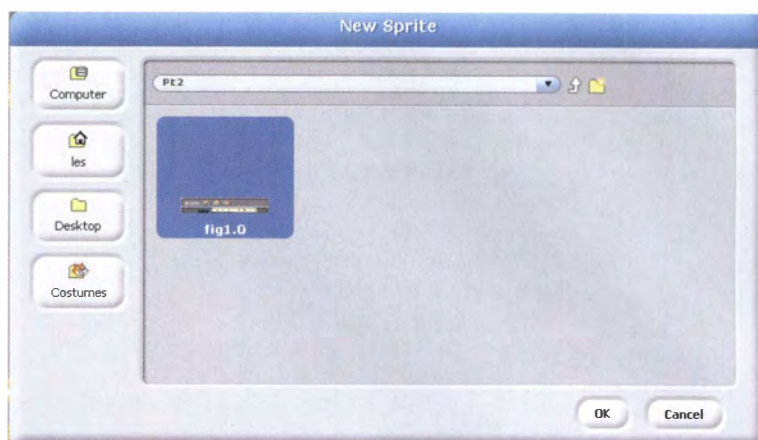 New Sprite
Computer
les
Desktop
Costumes
Pt2
fig1.0
OK
Cancel